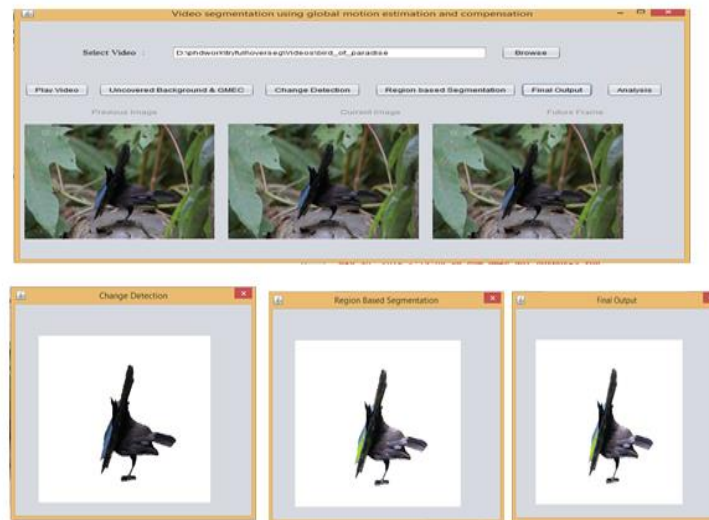 Video segmentation using global motion estimation and compensation
Select Video :
Browse
Play Video
Uncovered Background & GMEC
Change Detection
Region based Segmentation
Final Output
Analysis
Previous Image
Current Image
Future Frame
Change Detection
Region Based Segmentation
Final Output